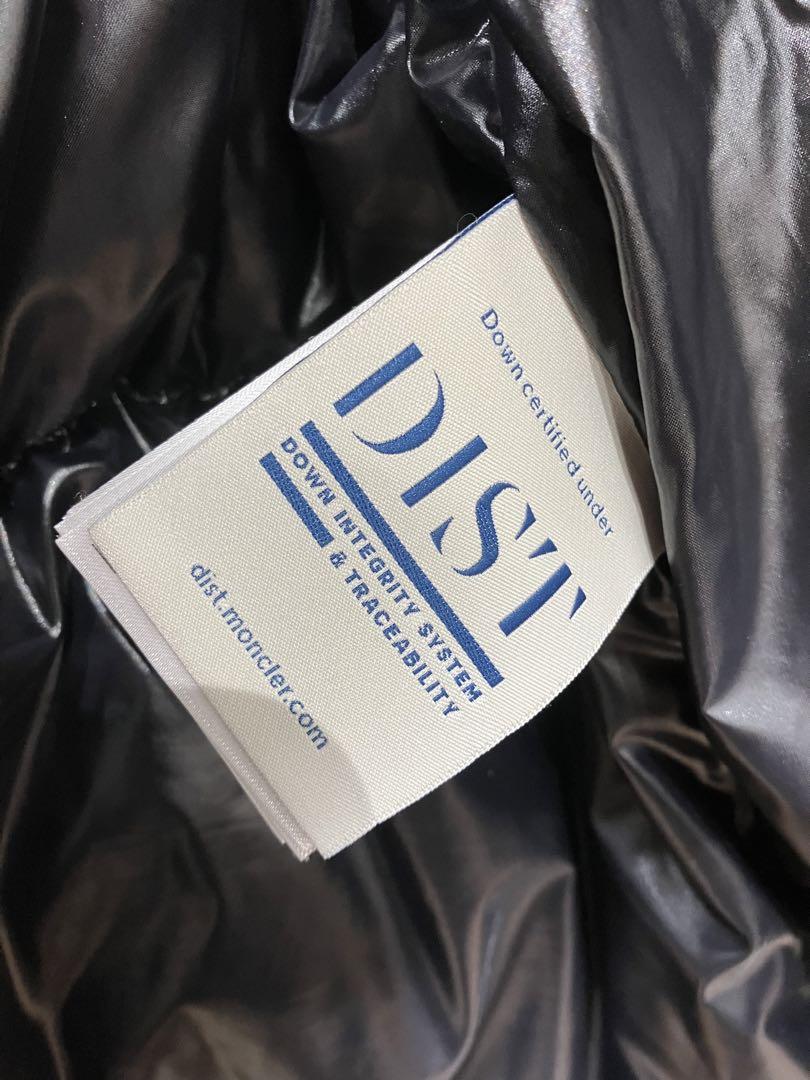 Down certified under
DIST
DOWN INTEGRITY SYSTEM
& TRACEABILITY
dist.moncler.com